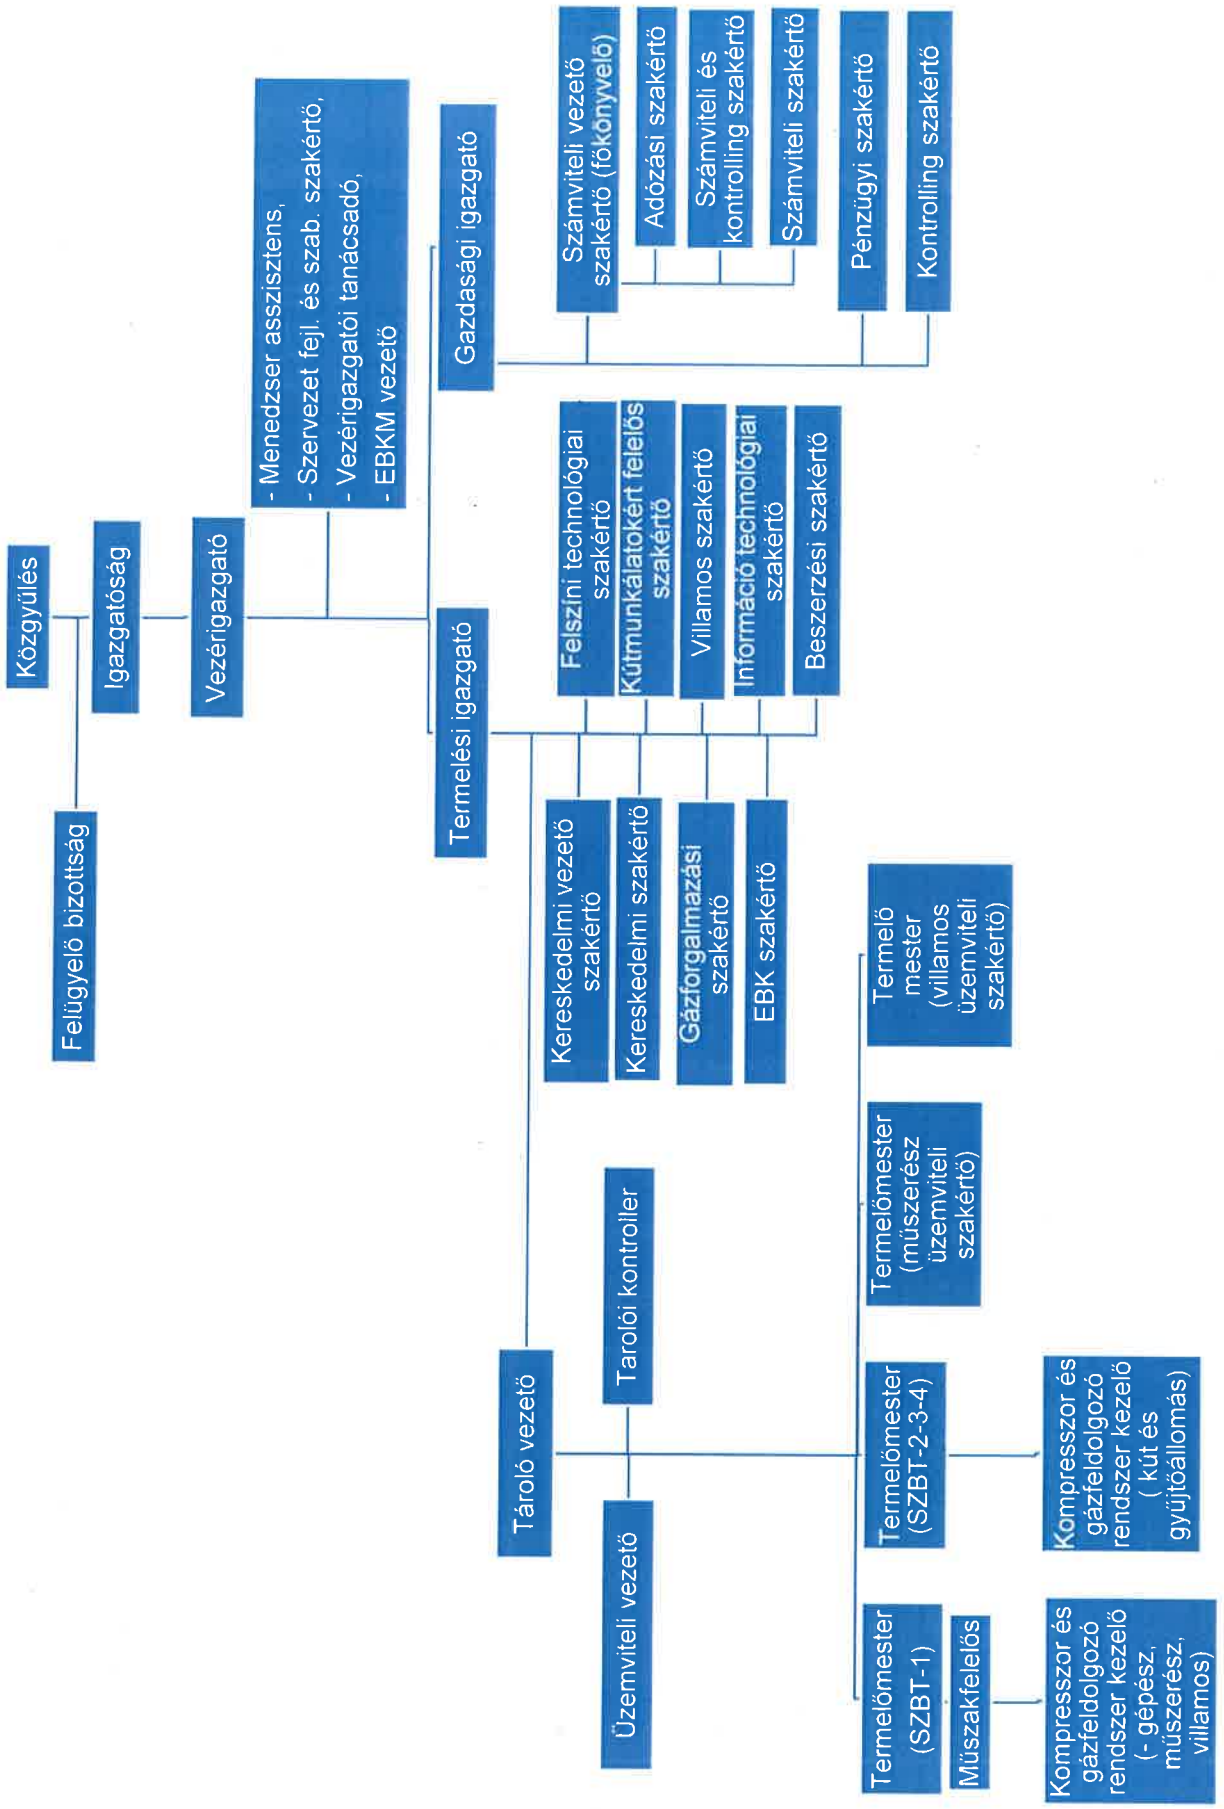 Közgyűlés
Felügyelő bizottság
Igazgatóság
Vezérigazgató
- Menedzser asszisztens,
- Szervezet fejl. és szab. szakértő,
- Vezérigazgatói tanácsadó,
- EBKM vezető
Termelési igazgató
Gazdasági igazgató
Tároló vezető
Kereskedelmi vezető
szakértő
Kereskedelmi szakértő
Gázforgalmazási
szakértő
EBK szakértő
Felszíni technológiai
szakértő
Kútmunkálatokért felelős
szakértő
Villamos szakértő
Információ technológiai
szakértő
Beszerzési szakértő
Számviteli vezető
szakértő (főkönyvelő)
Adózási szakértő
Számviteli és
kontrolling szakértő
Számviteli szakértő
Pénzügyi szakértő
Kontrolling szakértő
Üzemviteli vezető
Tarolói kontroller
Termelőmester
(SZBT-1)
Műszakfelelős
Kompresszor és
gázfeldolgozó
rendszer kezelő
(- gépész,
műszerész,
villamos)
Termelőmester
(SZBT-2-3-4)
Kompresszor és
gázfeldolgozó
rendszer kezelő
( kút és
gyűjtőállomás)
Termelőmester
(műszerész
üzemviteli
szakértő)
Termelő
mester
(villamos
üzemviteli
szakértő)